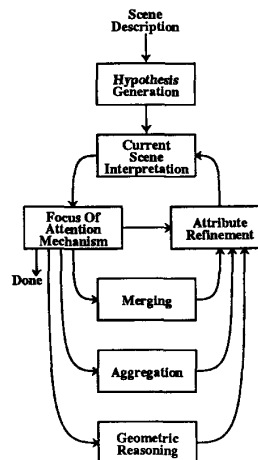 Scene
Description
Hypothesis
Generation
Current
Scene
Interpretation
Focus Of
Attention
Mechanism
Attribute
Refinement
Done
Merging
Aggregation
Geometric
Reasoning